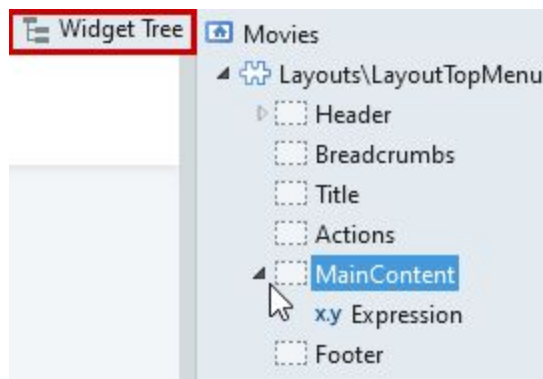 Widget Tree
Movies
Layouts\LayoutTopMenu
Header
Breadcrumbs
Title
Actions
MainContent
x.y Expression
Footer